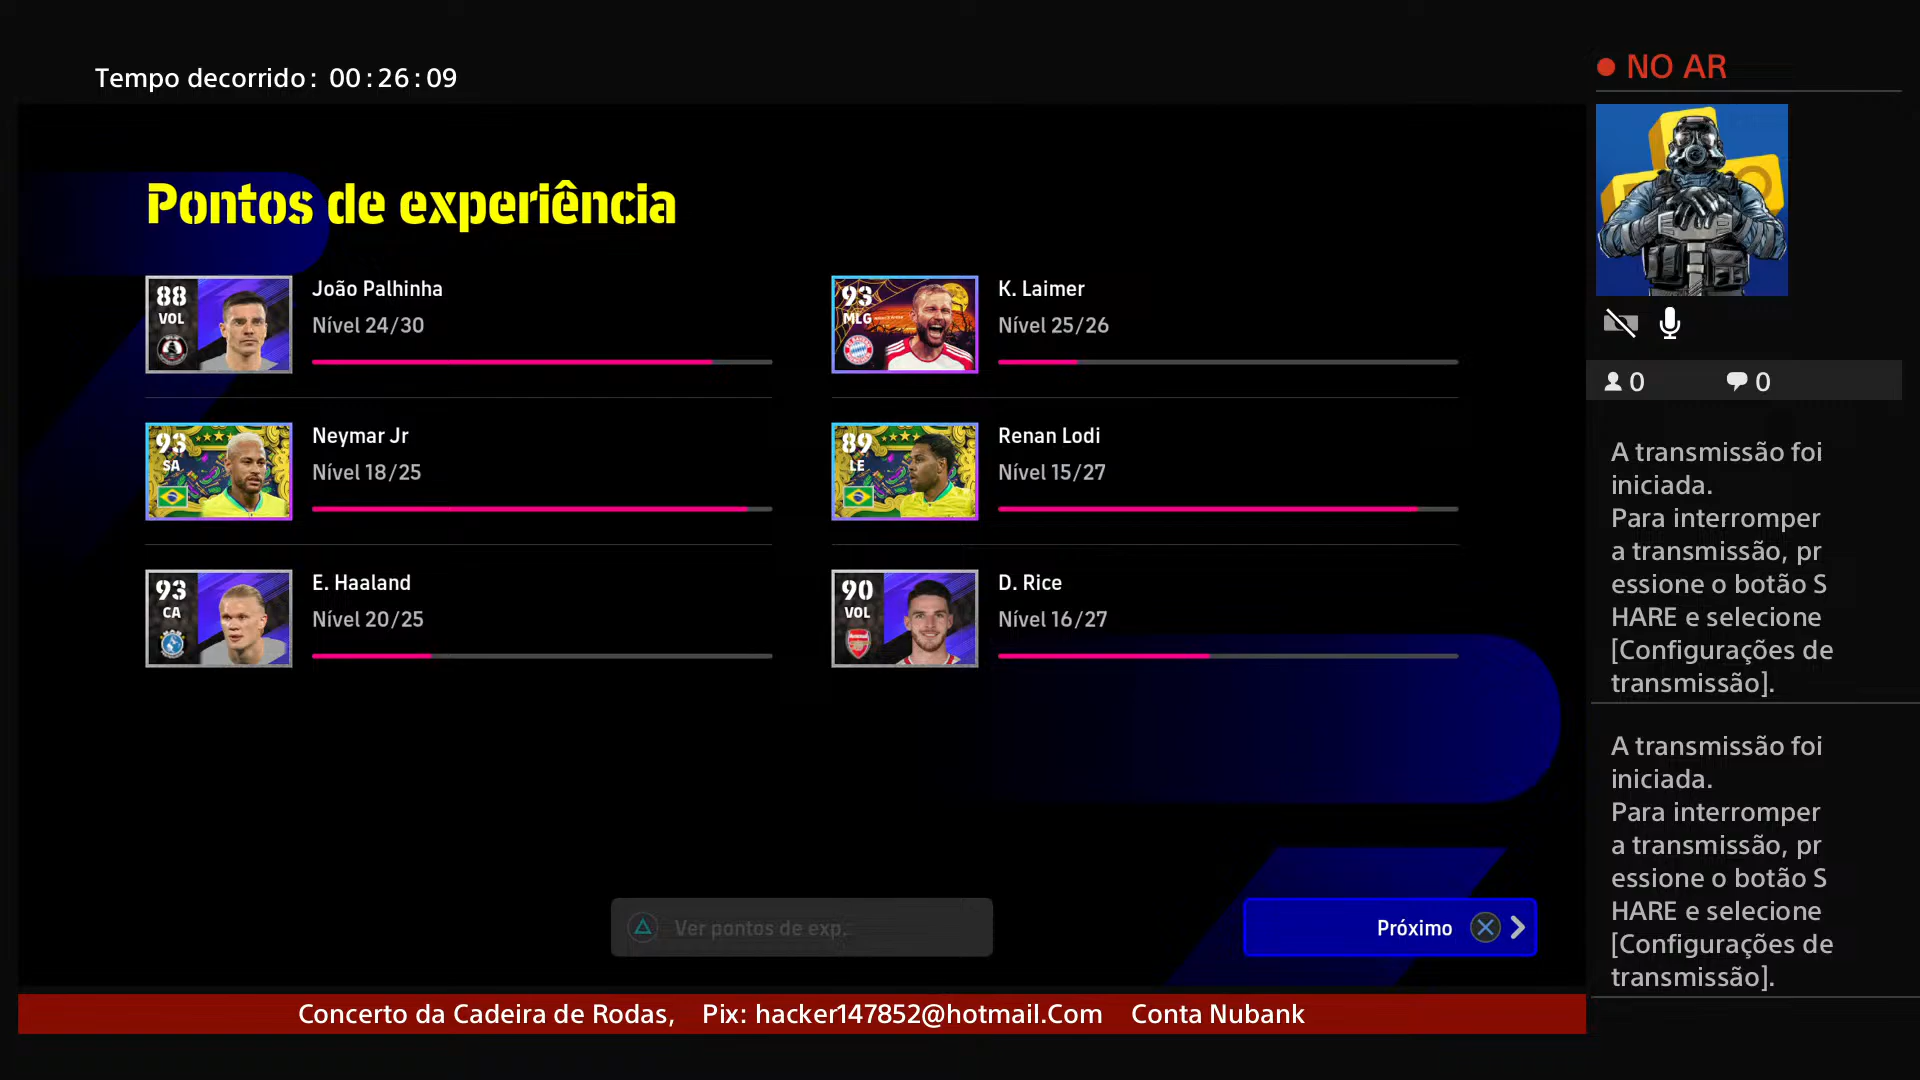 Tempo decorrido: 00:26:09
NO AR
Pontos de experiência
88
VOL
João Palhinha
Nível 24/30
93
MLG
K. Laimer
Nível 25/26
93
SA
Neymar Jr
Nível 18/25
89
LE
Renan Lodi
Nível 15/27
93
CA
E. Haaland
Nível 20/25
90
VOL
D. Rice
Nível 16/27
Ver pontos de exp.
Próximo
Concerto da Cadeira de Rodas, Pix: hacker147852@hotmail.Com Conta Nubank
0 0
A transmissão foi
iniciada.
Para interromper
a transmissão, pr
essione o botão S
HARE e selecione
[Configurações de
transmissão].
A transmissão foi
iniciada.
Para interromper
a transmissão, pr
essione o botão S
HARE e selecione
[Configurações de
transmissão].